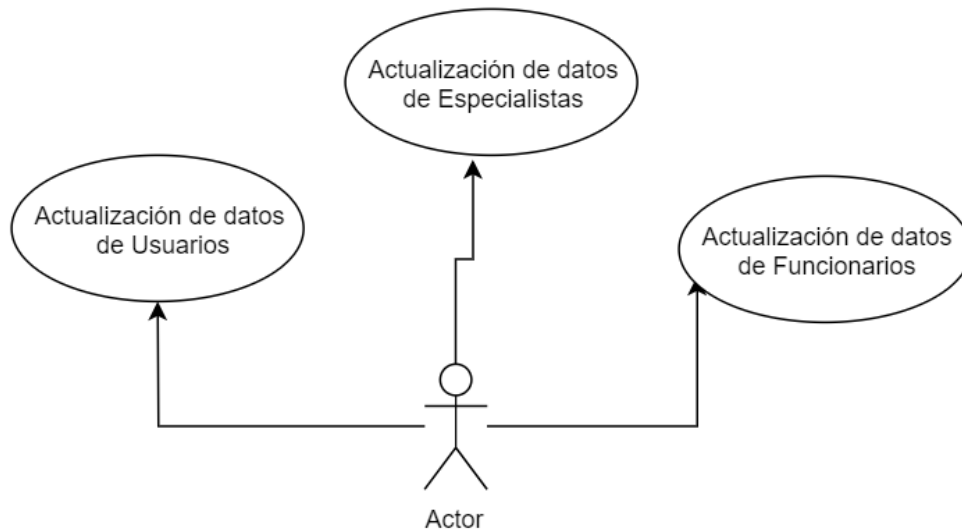 Actualización de datos
de Especialistas
Actualización de datos
de Usuarios
Actualización de datos
de Funcionarios
Actor